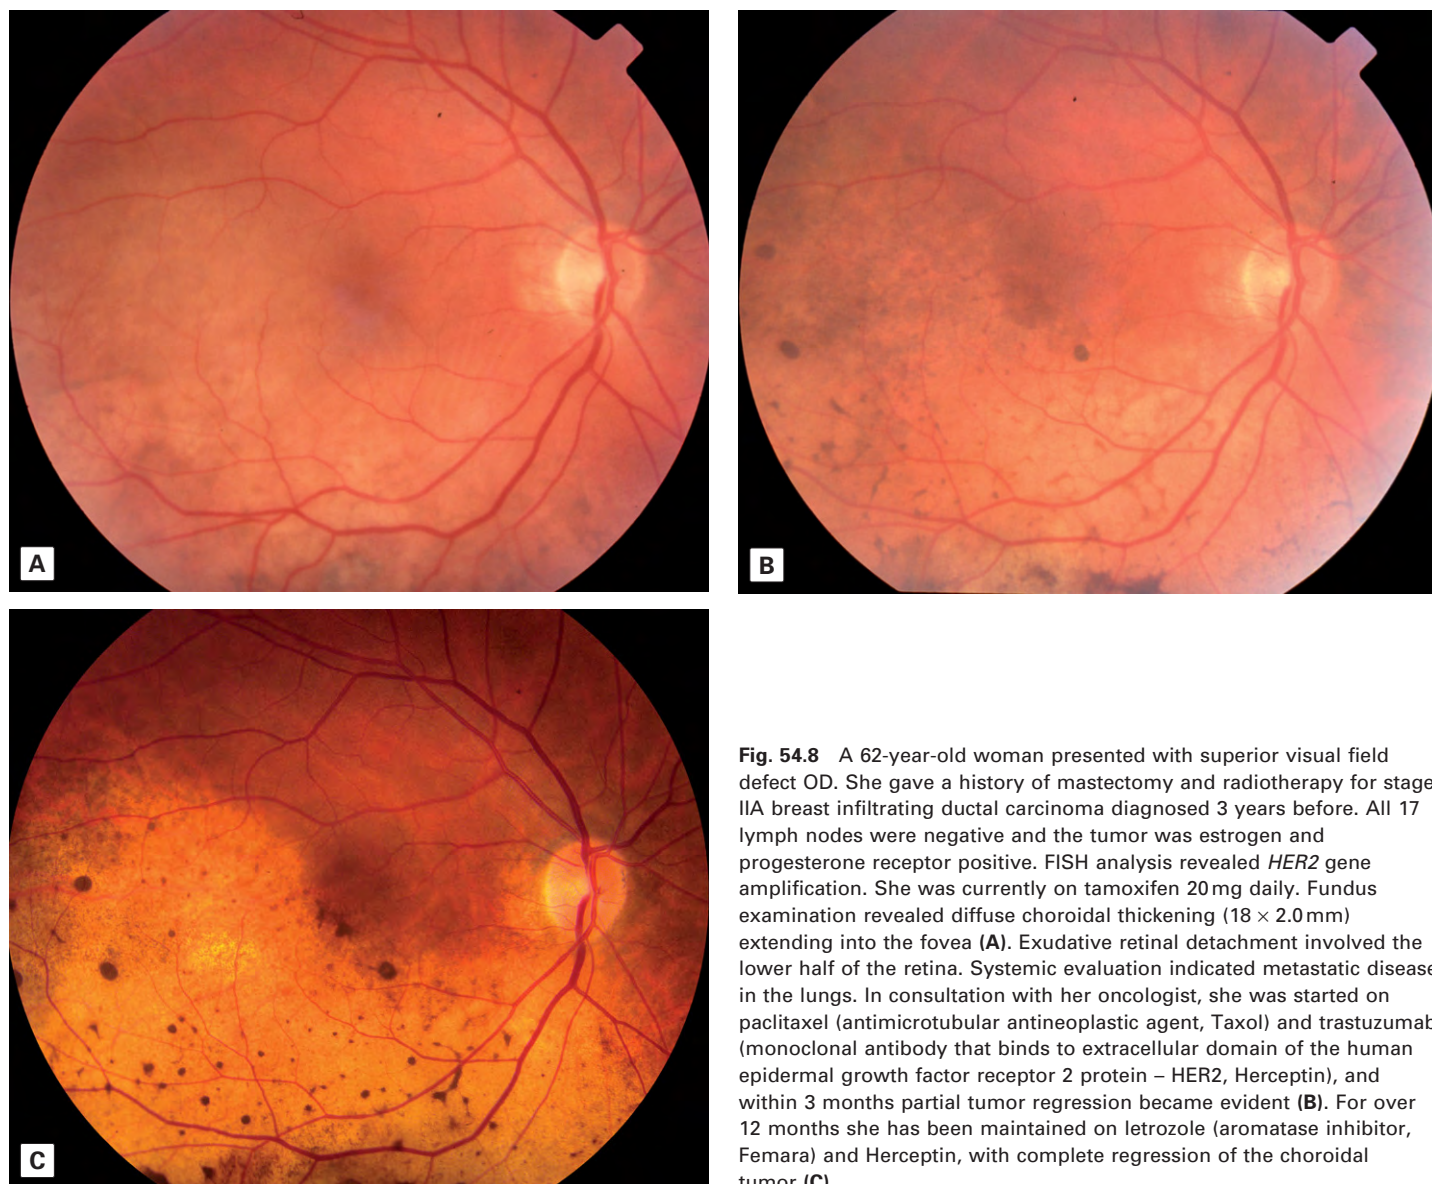 A
B
C
Fig. 54.8 A 62-year-old woman presented with superior visual field
defect OD. She gave a history of mastectomy and radiotherapy for stage
IIA breast infiltrating ductal carcinoma diagnosed 3 years before. All 17
lymph nodes were negative and the tumor was estrogen and
progesterone receptor positive. FISH analysis revealed HER2 gene
amplification. She was currently on tamoxifen 20 mg daily. Fundus
examination revealed diffuse choroidal thickening (18 × 2.0 mm)
extending into the fovea (A). Exudative retinal detachment involved the
lower half of the retina. Systemic evaluation indicated metastatic disease
in the lungs. In consultation with her oncologist, she was started on
paclitaxel (antimicrotubular antineoplastic agent, Taxol) and trastuzumab
(monoclonal antibody that binds to extracellular domain of the human
epidermal growth factor receptor 2 protein – HER2, Herceptin), and
within 3 months partial tumor regression became evident (B). For over
12 months she has been maintained on letrozole (aromatase inhibitor,
Femara) and Herceptin, with complete regression of the choroidal
tumor (C)